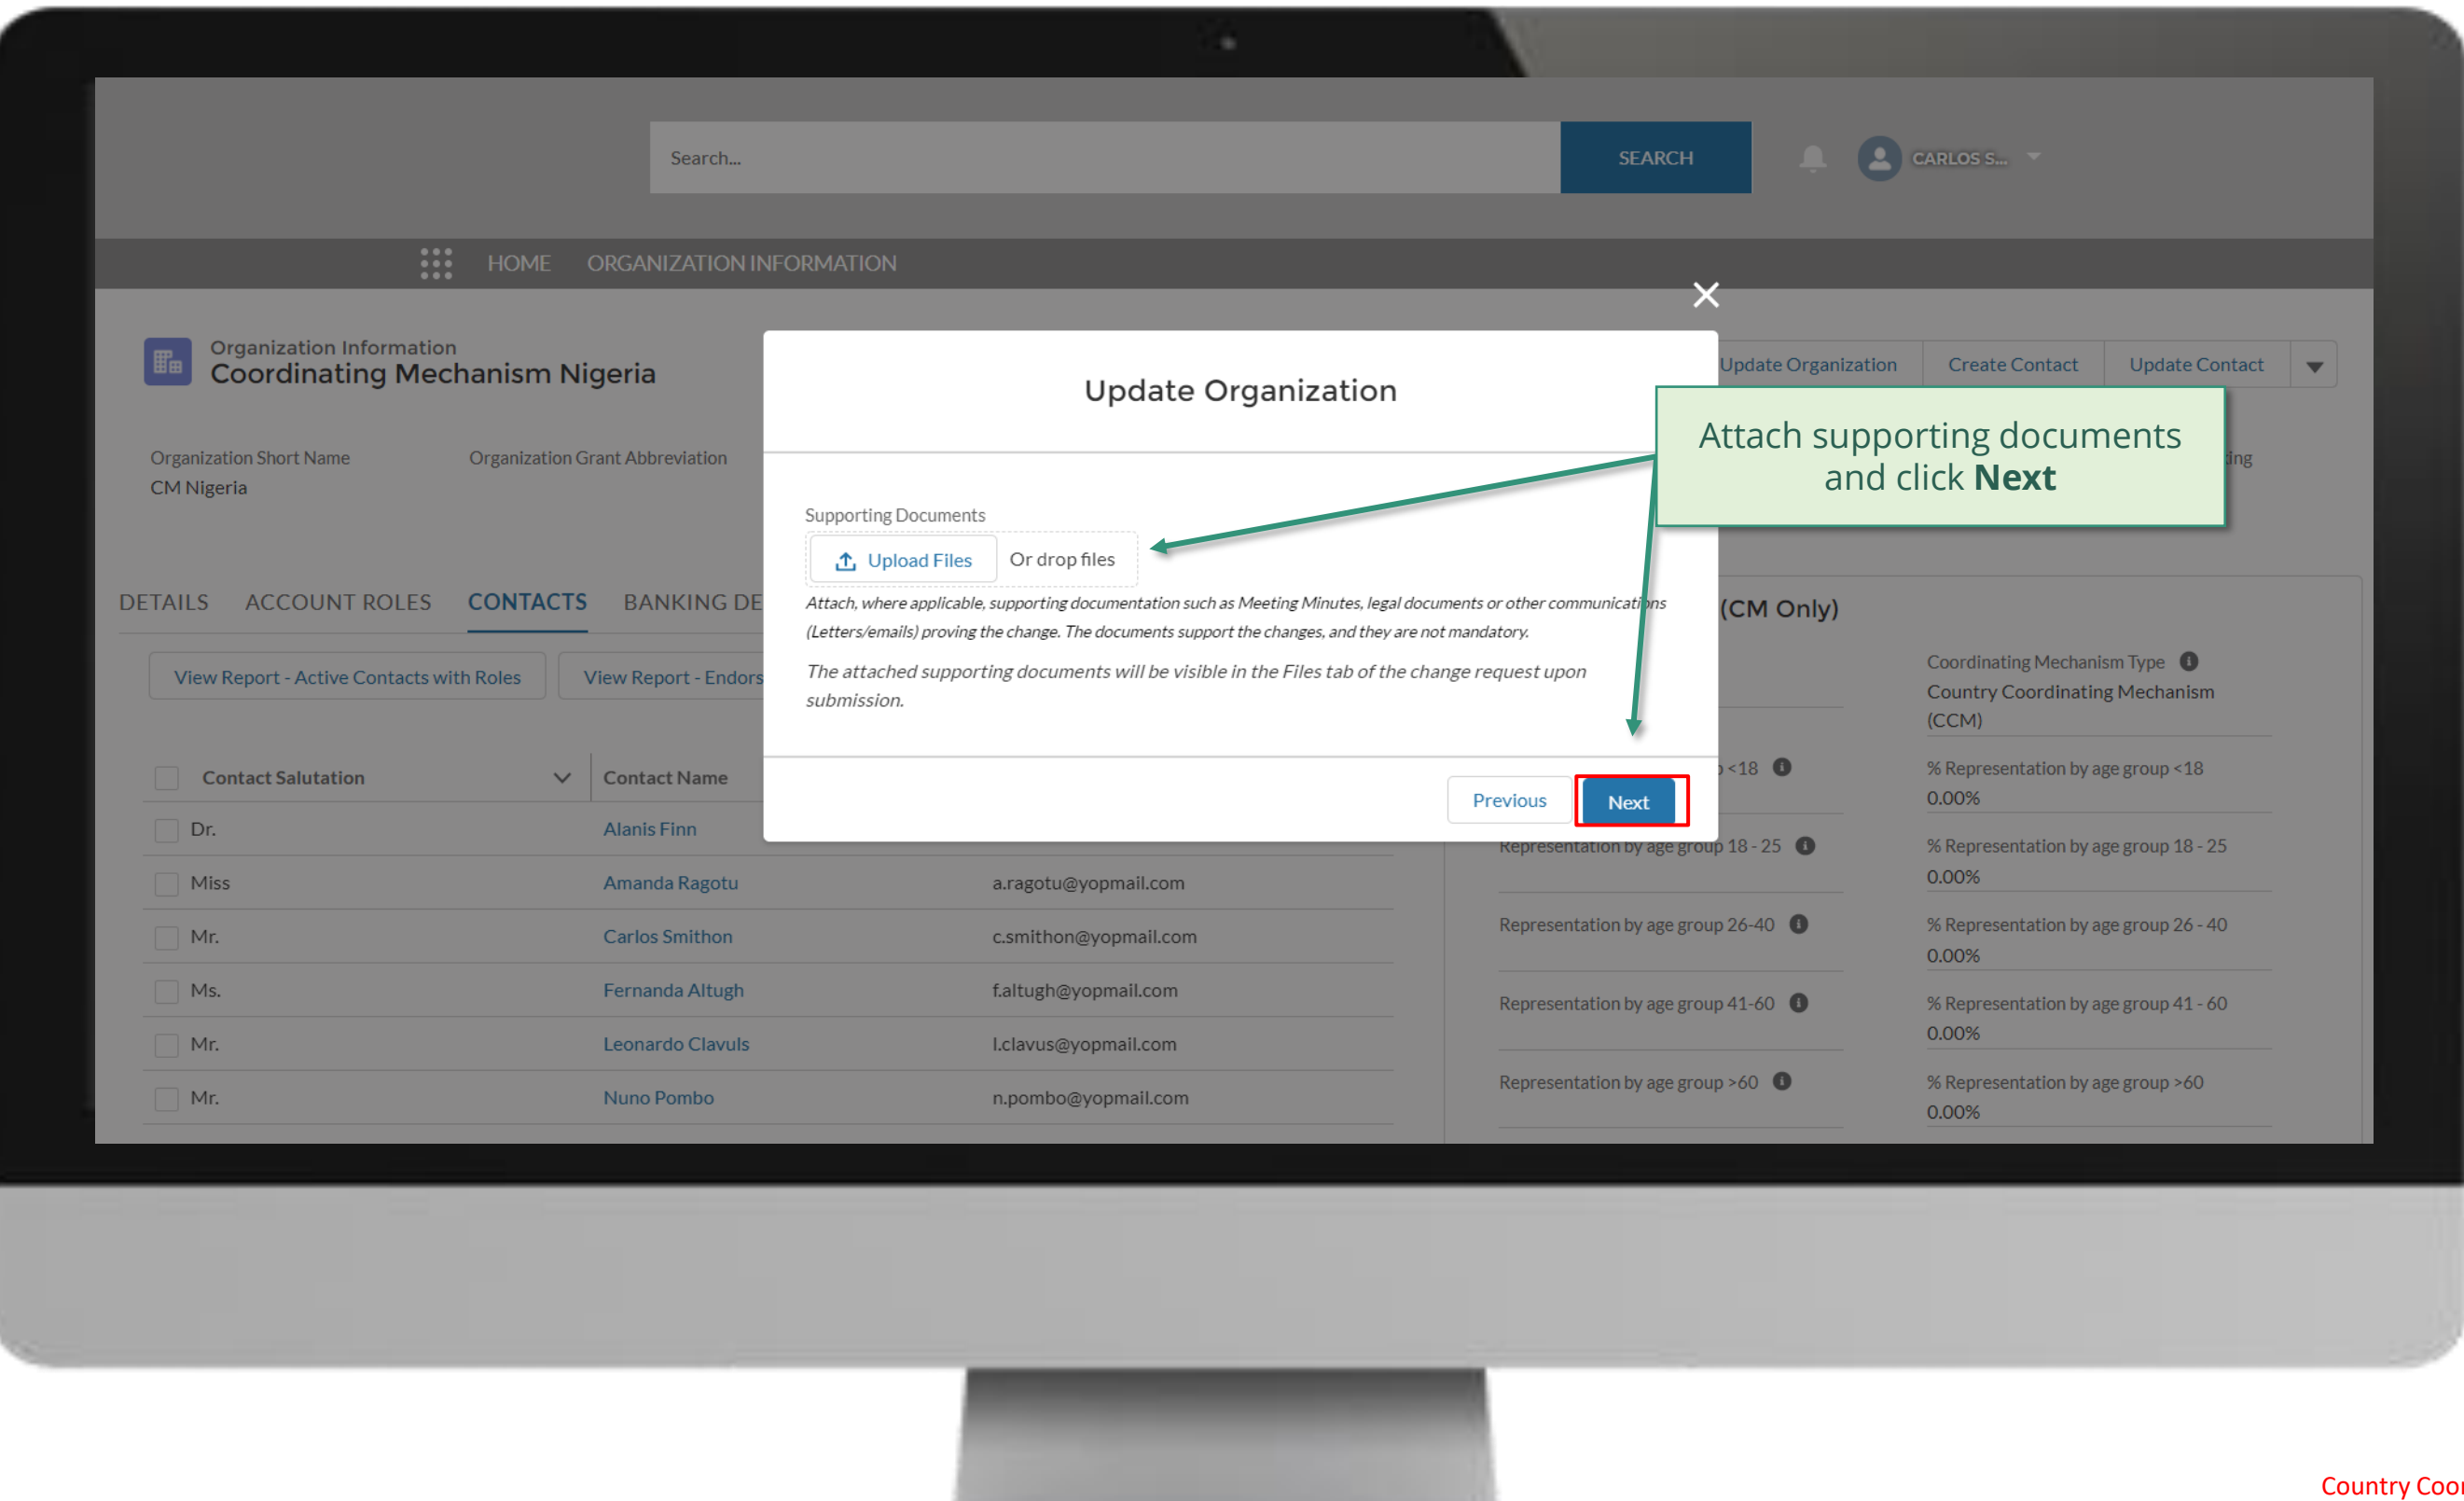 Search...
SEARCH
CARLOS S...
HOME ORGANIZATION INFORMATION
Organization Information
Coordinating Mechanism Nigeria
Update Organization Create Contact Update Contact
Organization Short Name
CM Nigeria
Organization Grant Abbreviation
Update Organization
Attach supporting documents
and click Next
Supporting Documents
Upload Files Or drop files
Attach, where applicable, supporting documentation such as Meeting Minutes, legal documents or other communications
(Letters/emails) proving the change. The documents support the changes, and they are not mandatory.
The attached supporting documents will be visible in the Files tab of the change request upon
submission.
Previous Next
DETAILS ACCOUNT ROLES CONTACTS BANKING DE
View Report - Active Contacts with Roles View Report - Endors
Contact Salutation Contact Name
Dr. Alanis Finn
Miss Amanda Ragotu a.ragotu@yopmail.com
Mr. Carlos Smithon c.smithon@yopmail.com
Ms. Fernanda Altugh f.altugh@yopmail.com
Mr. Leonardo Clavuls l.clavus@yopmail.com
Mr. Nuno Pombo n.pombo@yopmail.com
(CM Only)
Coordinating Mechanism Type
Country Coordinating Mechanism
(CCM)
<18 % Representation by age group <18
0.00%
Representation by age group 18 - 25 % Representation by age group 18 - 25
0.00%
Representation by age group 26-40 % Representation by age group 26 - 40
0.00%
Representation by age group 41-60 % Representation by age group 41 - 60
0.00%
Representation by age group >60 % Representation by age group >60
0.00%
Country Coor